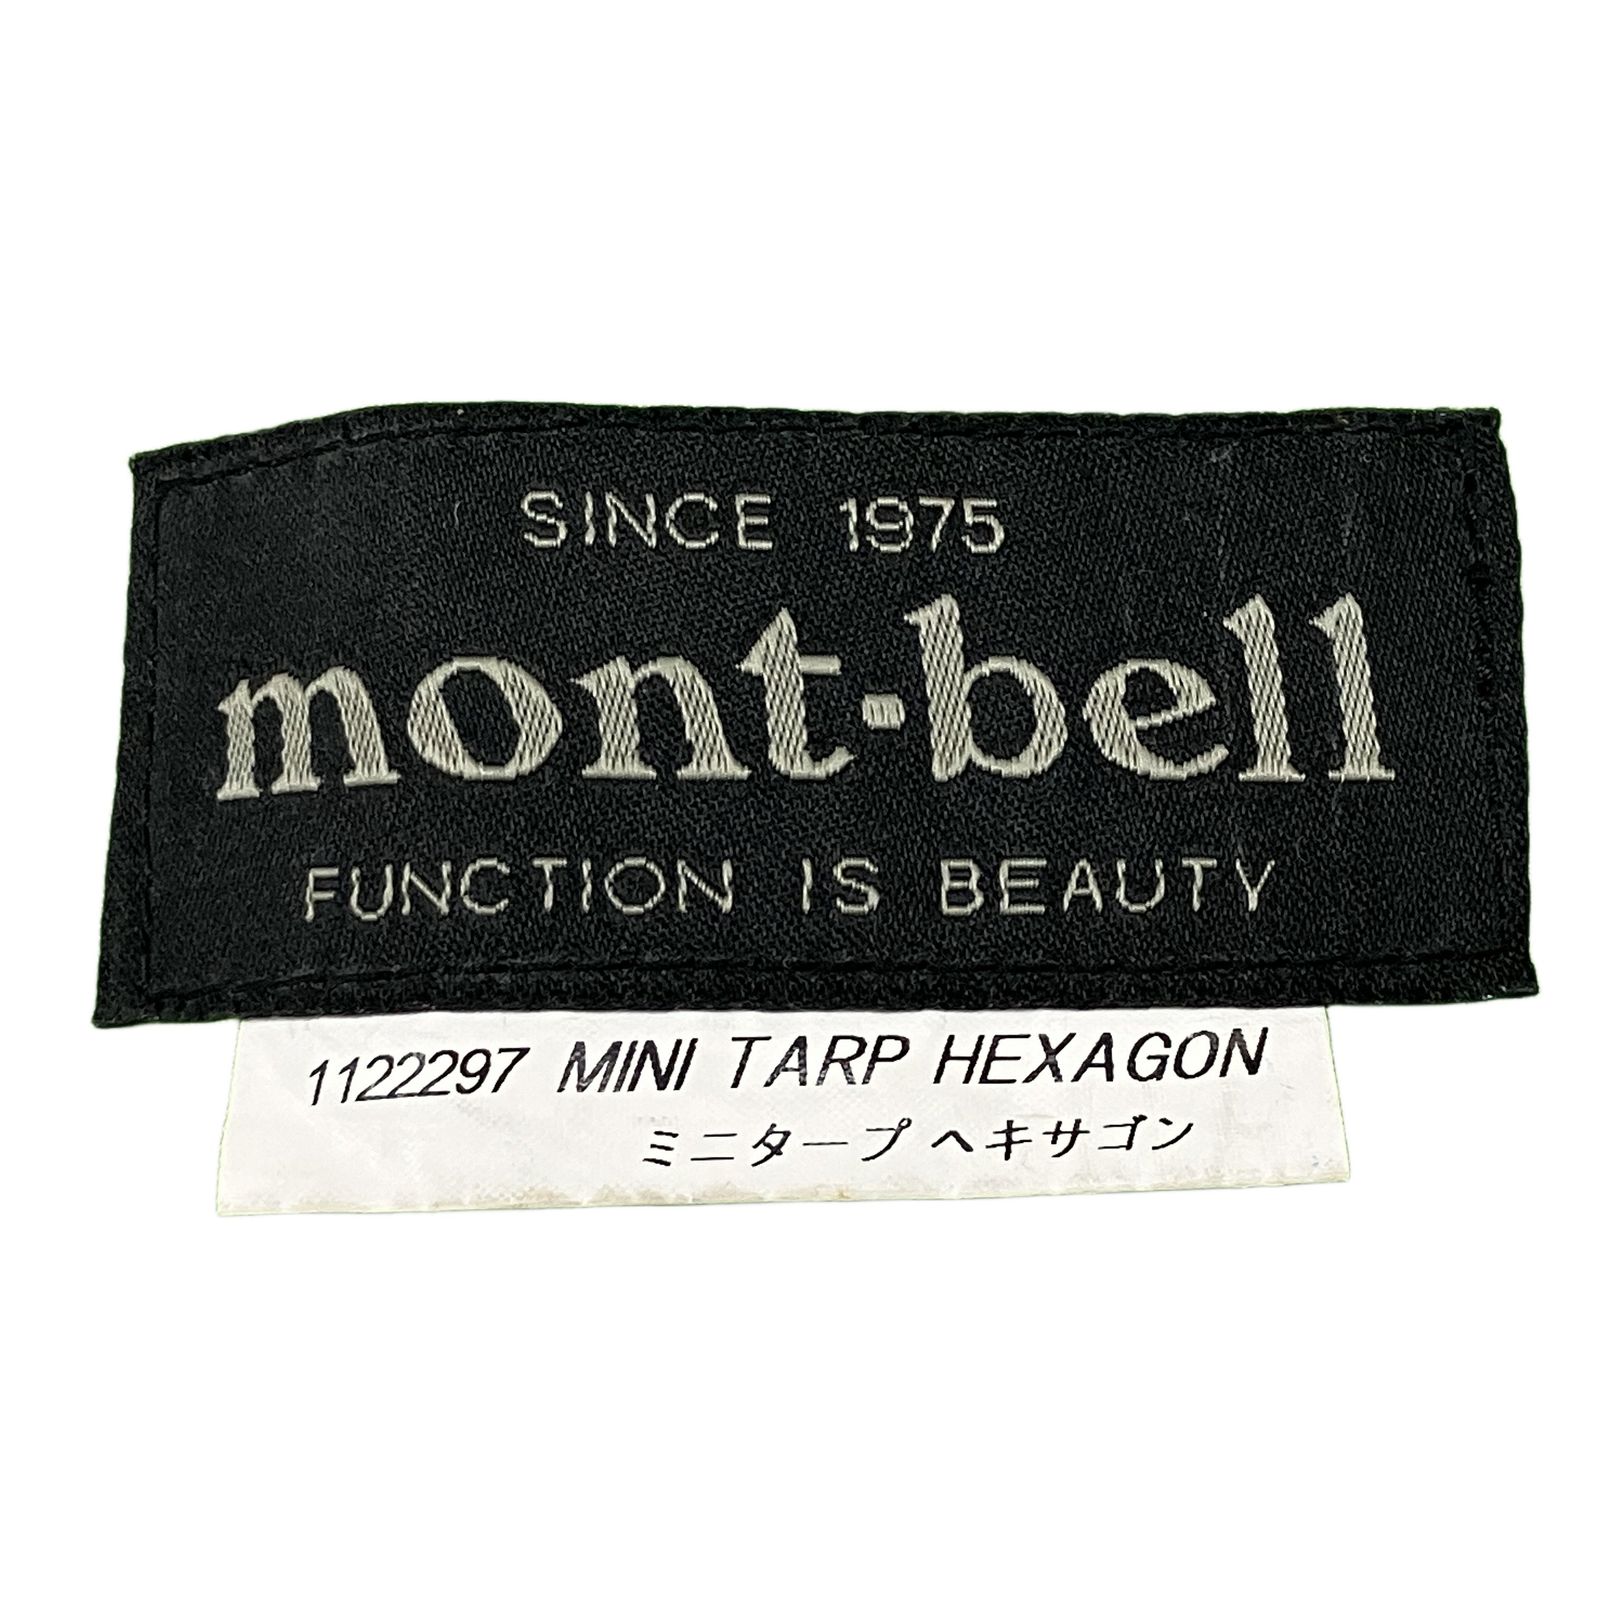 SINCE 1975
mont-bell
FUNCTION IS BEAUTY
1122297 MINI TARP HEXAGON
ミニタープ ヘキサゴン